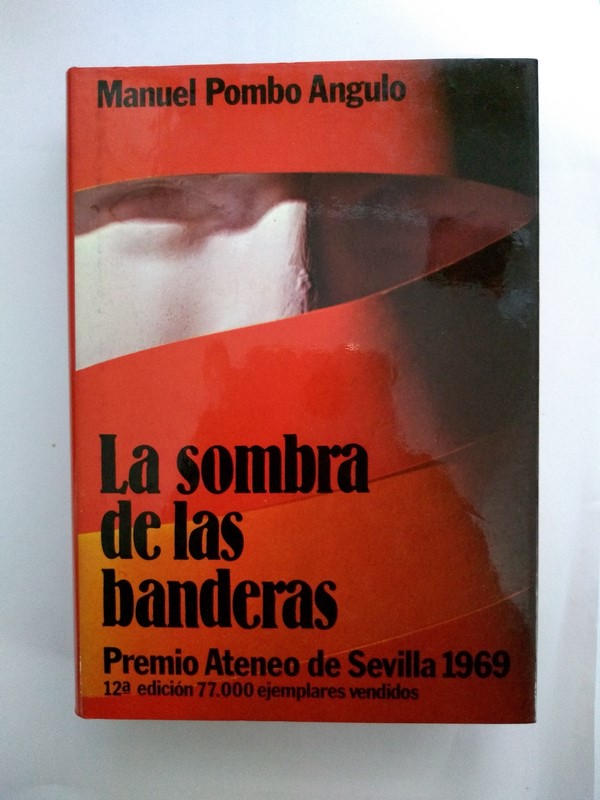 Manuel Pombo Angulo
La sombra
de las
banderas
Premio Ateneo de Sevilla 1969
12ª edición 77.000 ejemplares vendidos